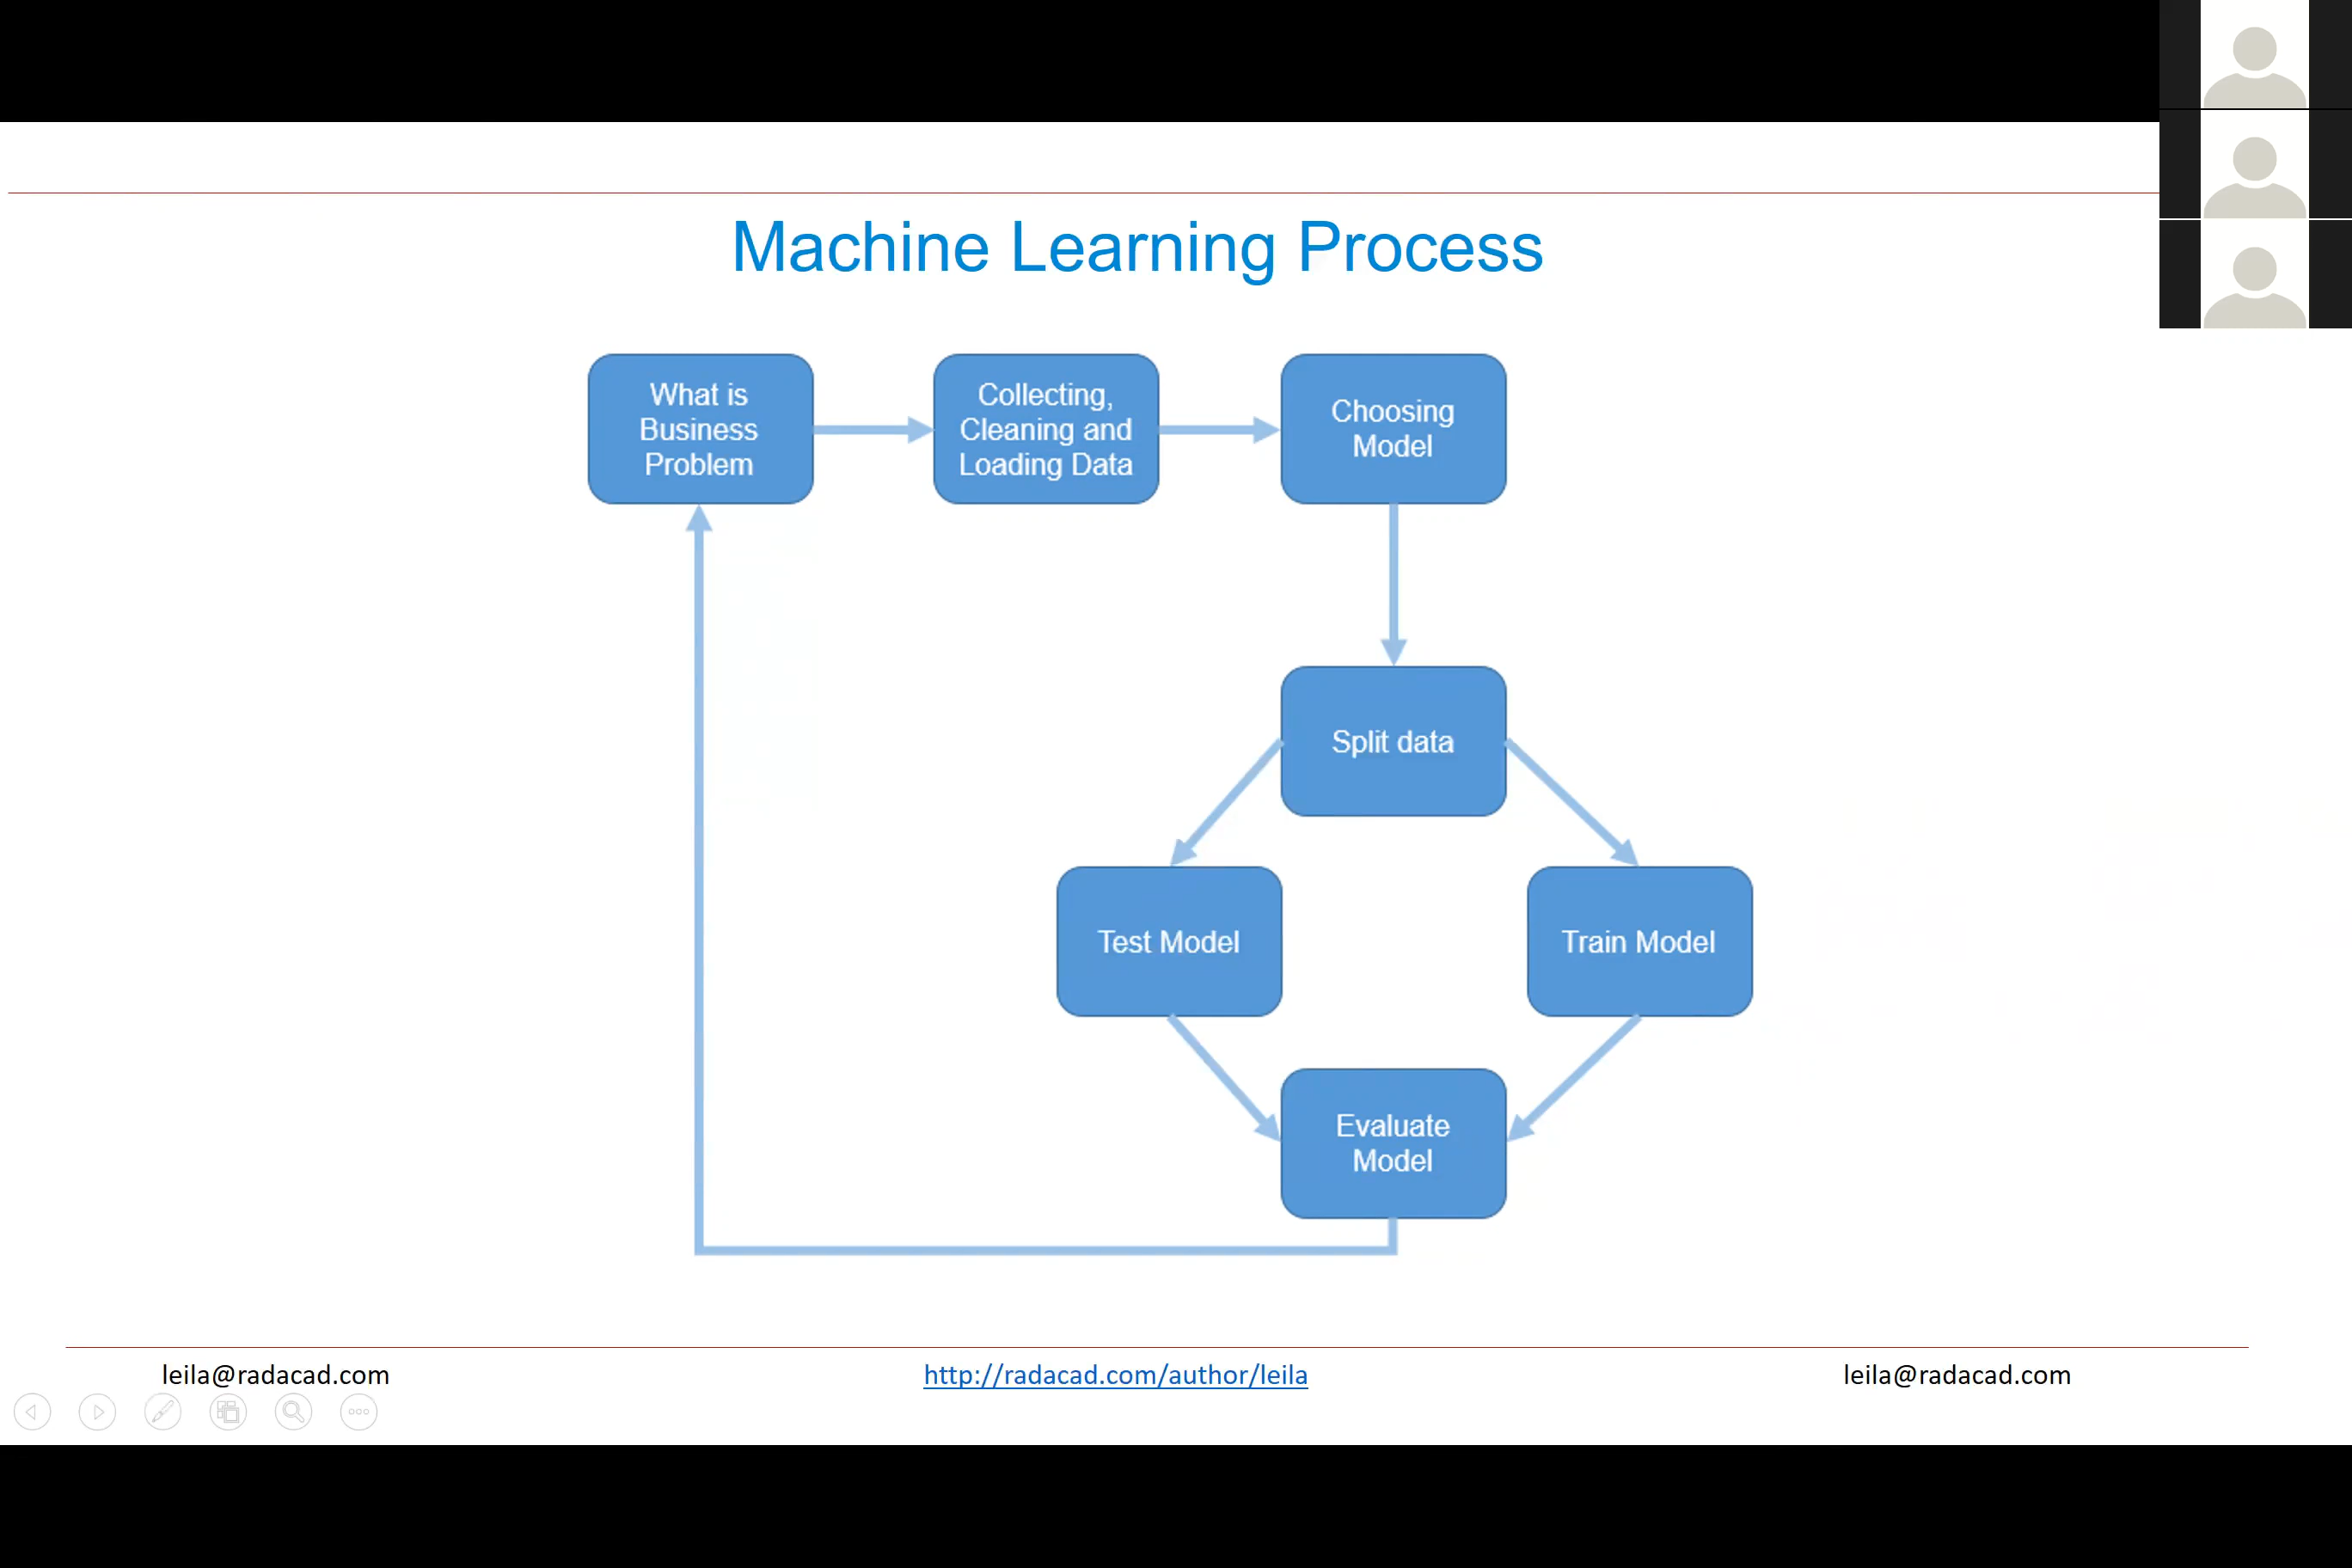 Machine Learning Process
What is
Business
Problem
Collecting,
Cleaning and
Loading Data
Choosing
Model
Split data
Test Model
Train Model
Evaluate
Model
leila@radacad.com
http://radacad.com/author/leila
leila@radacad.com